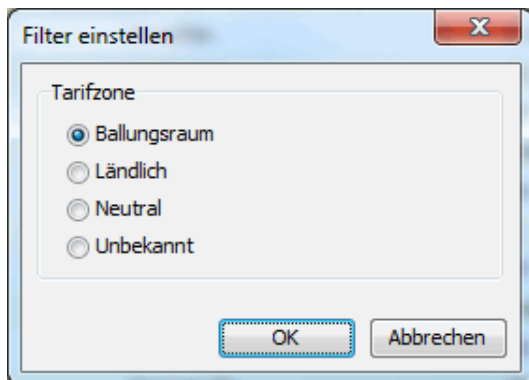 Filter einstellen
Tarifzone
Ballungsraum
Ländlich
Neutral
Unbekannt
OK
Abbrechen